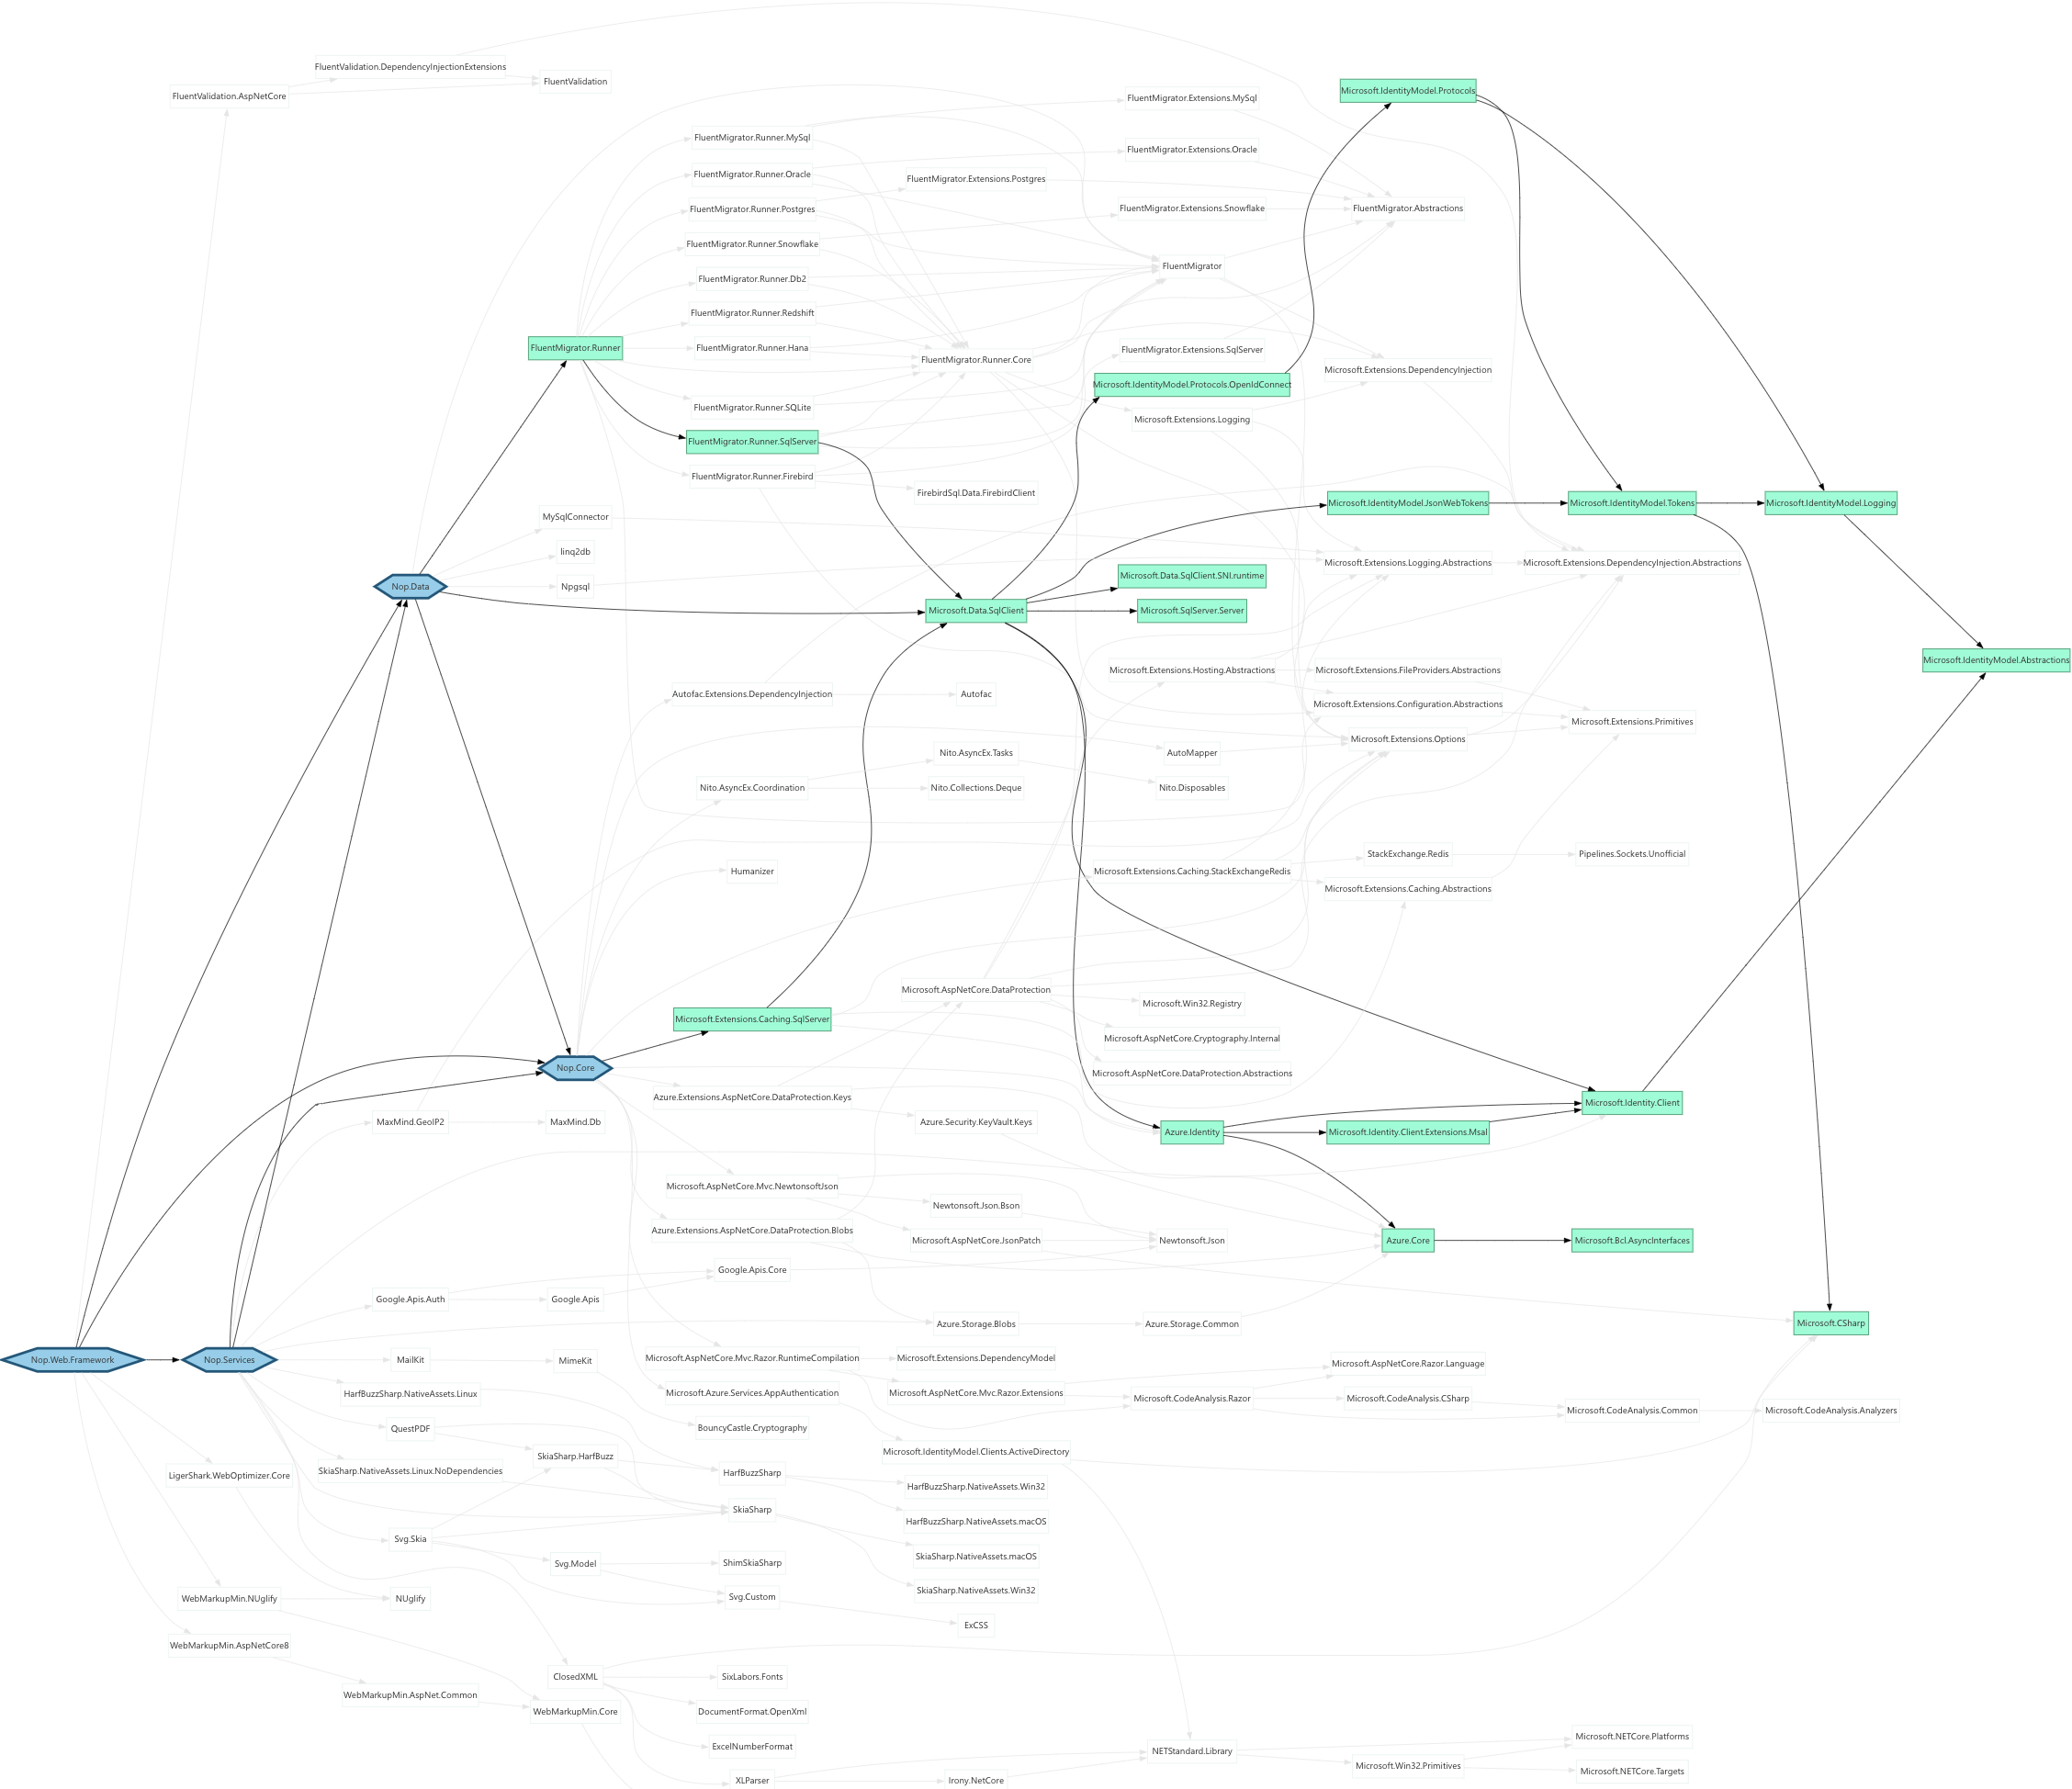 FluentValidation.DependencyInjectionExtensions
FluentValidation
FluentValidation.AspNetCore
Microsoft.IdentityModel.Protocols
FluentMigrator.Extensions.MySql
FluentMigrator.Runner.MySql
FluentMigrator.Extensions.Oracle
FluentMigrator.Runner.Oracle
FluentMigrator.Extensions.Postgres
FluentMigrator.Runner.Postgres
FluentMigrator.Extensions.Snowflake
FluentMigrator.Abstractions
FluentMigrator.Runner.Snowflake
FluentMigrator
FluentMigrator.Runner.Db2
FluentMigrator.Runner.Redshift
FluentMigrator.Runner
FluentMigrator.Runner.Hana
FluentMigrator.Extensions.SqlServer
FluentMigrator.Runner.Core
Microsoft.Extensions.DependencyInjection
Microsoft.IdentityModel.Protocols.OpenIdConnect
FluentMigrator.Runner.SQLite
Microsoft.Extensions.Logging
FluentMigrator.Runner.SqlServer
FluentMigrator.Runner.Firebird
FirebirdSql.Data.FirebirdClient
Microsoft.IdentityModel.JsonWebTokens
Microsoft.IdentityModel.Tokens
Microsoft.IdentityModel.Logging
MySqlConnector
linq2db
Microsoft.Extensions.Logging.Abstractions
Microsoft.Extensions.DependencyInjection.Abstractions
Microsoft.Data.SqlClient.SNI.runtime
Nop.Data
Npgsql
Microsoft.Data.SqlClient
Microsoft.SqlServer.Server
Microsoft.IdentityModel.Abstractions
Microsoft.Extensions.Hosting.Abstractions
Microsoft.Extensions.FileProviders.Abstractions
Autofac.Extensions.DependencyInjection
Autofac
Microsoft.Extensions.Configuration.Abstractions
Microsoft.Extensions.Primitives
Microsoft.Extensions.Options
Nito.AsyncEx.Tasks
AutoMapper
Nito.AsyncEx.Coordination
Nito.Collections.Deque
Nito.Disposables
StackExchange.Redis
Pipelines.Sockets.Unofficial
Humanizer
Microsoft.Extensions.Caching.StackExchangeRedis
Microsoft.Extensions.Caching.Abstractions
Microsoft.AspNetCore.DataProtection
Microsoft.Win32.Registry
Microsoft.Extensions.Caching.SqlServer
Microsoft.AspNetCore.Cryptography.Internal
Nop.Core
Microsoft.AspNetCore.DataProtection.Abstractions
Azure.Extensions.AspNetCore.DataProtection.Keys
Microsoft.Identity.Client
MaxMind.GeoIP2
MaxMind.Db
Azure.Security.KeyVault.Keys
Azure.Identity
Microsoft.Identity.Client.Extensions.Msal
Microsoft.AspNetCore.Mvc.NewtonsoftJson
Newtonsoft.Json.Bson
Azure.Extensions.AspNetCore.DataProtection.Blobs
Microsoft.AspNetCore.JsonPatch
Newtonsoft.Json
Azure.Core
Microsoft.Bcl.AsyncInterfaces
Google.Apis.Core
Google.Apis.Auth
Google.Apis
Azure.Storage.Blobs
Azure.Storage.Common
Microsoft.CSharp
Nop.Web.Framework
Nop.Services
MailKit
MimeKit
Microsoft.AspNetCore.Mvc.Razor.RuntimeCompilation
Microsoft.Extensions.DependencyModel
Microsoft.AspNetCore.Razor.Language
HarfBuzzSharp.NativeAssets.Linux
Microsoft.Azure.Services.AppAuthentication
Microsoft.AspNetCore.Mvc.Razor.Extensions
Microsoft.CodeAnalysis.Razor
Microsoft.CodeAnalysis.CSharp
Microsoft.CodeAnalysis.Common
Microsoft.CodeAnalysis.Analyzers
QuestPDF
BouncyCastle.Cryptography
Microsoft.IdentityModel.Clients.ActiveDirectory
SkiaSharp.HarfBuzz
LigerShark.WebOptimizer.Core
SkiaSharp.NativeAssets.Linux.NoDependencies
HarfBuzzSharp
HarfBuzzSharp.NativeAssets.Win32
SkiaSharp
HarfBuzzSharp.NativeAssets.macOS
Svg.Skia
SkiaSharp.NativeAssets.macOS
Svg.Model
ShimSkiaSharp
SkiaSharp.NativeAssets.Win32
WebMarkupMin.NUglify
NUglify
Svg.Custom
ExCSS
WebMarkupMin.AspNetCore8
ClosedXML
SixLabors.Fonts
WebMarkupMin.AspNet.Common
WebMarkupMin.Core
DocumentFormat.OpenXml
Microsoft.NETCore.Platforms
ExcelNumberFormat
NETStandard.Library
Microsoft.Win32.Primitives
Microsoft.NETCore.Targets
XLParser
Irony.NetCore